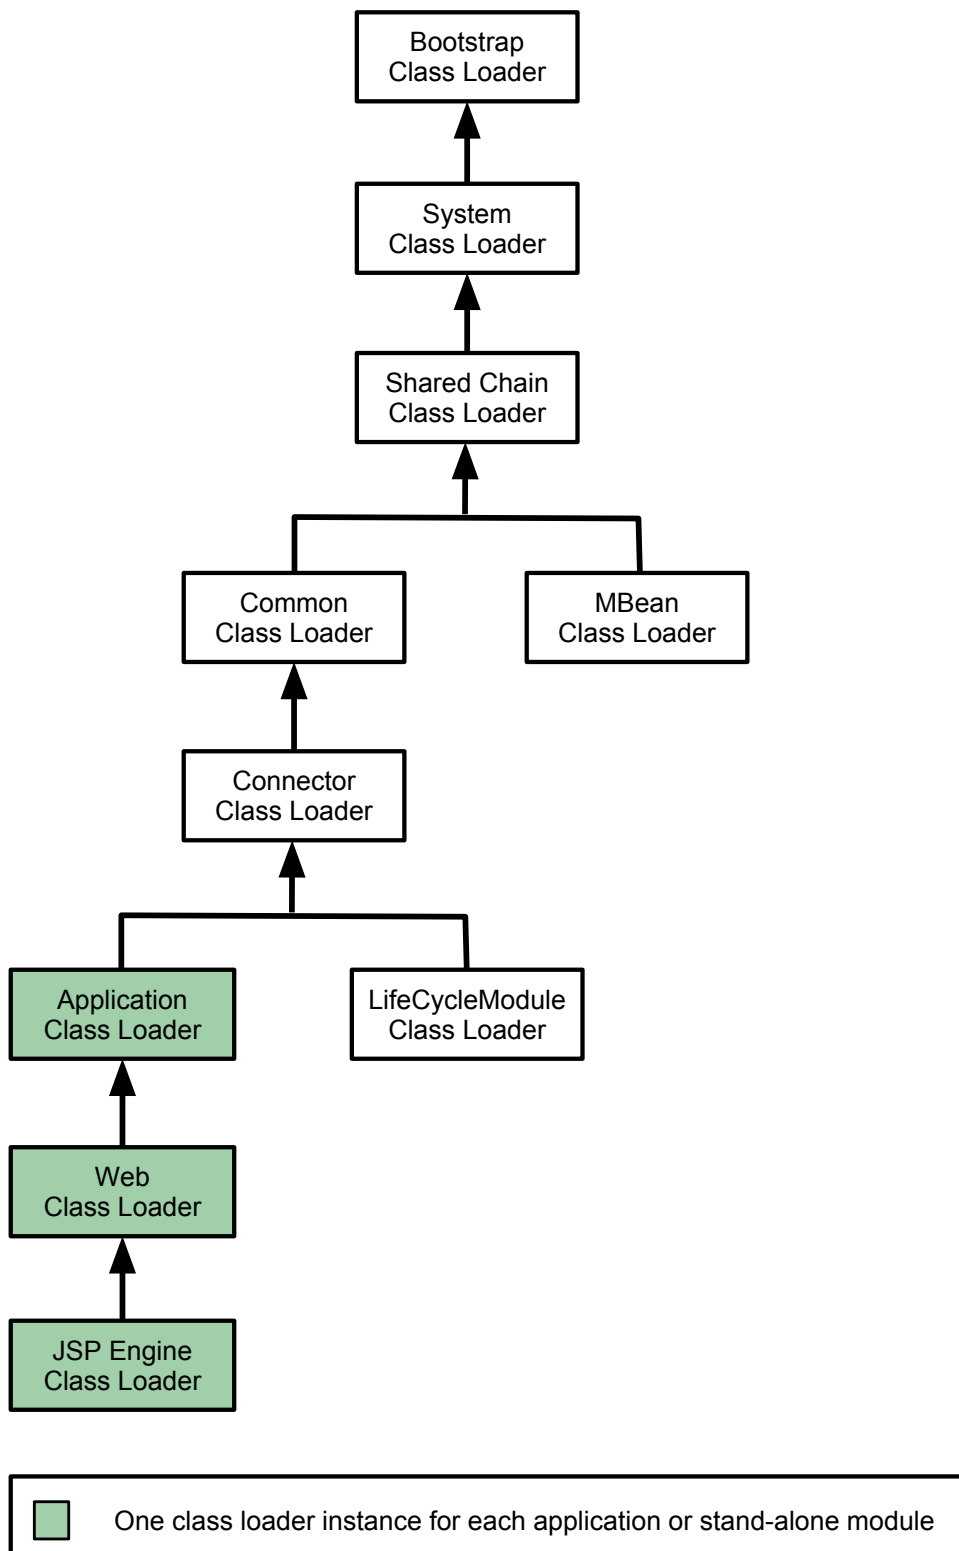 Bootstrap
Class Loader
System
Class Loader
Shared Chain
Class Loader
Common
Class Loader
MBean
Class Loader
Connector
Class Loader
Application
Class Loader
LifeCycleModule
Class Loader
Web
Class Loader
JSP Engine
Class Loader
One class loader instance for each application or stand-alone module